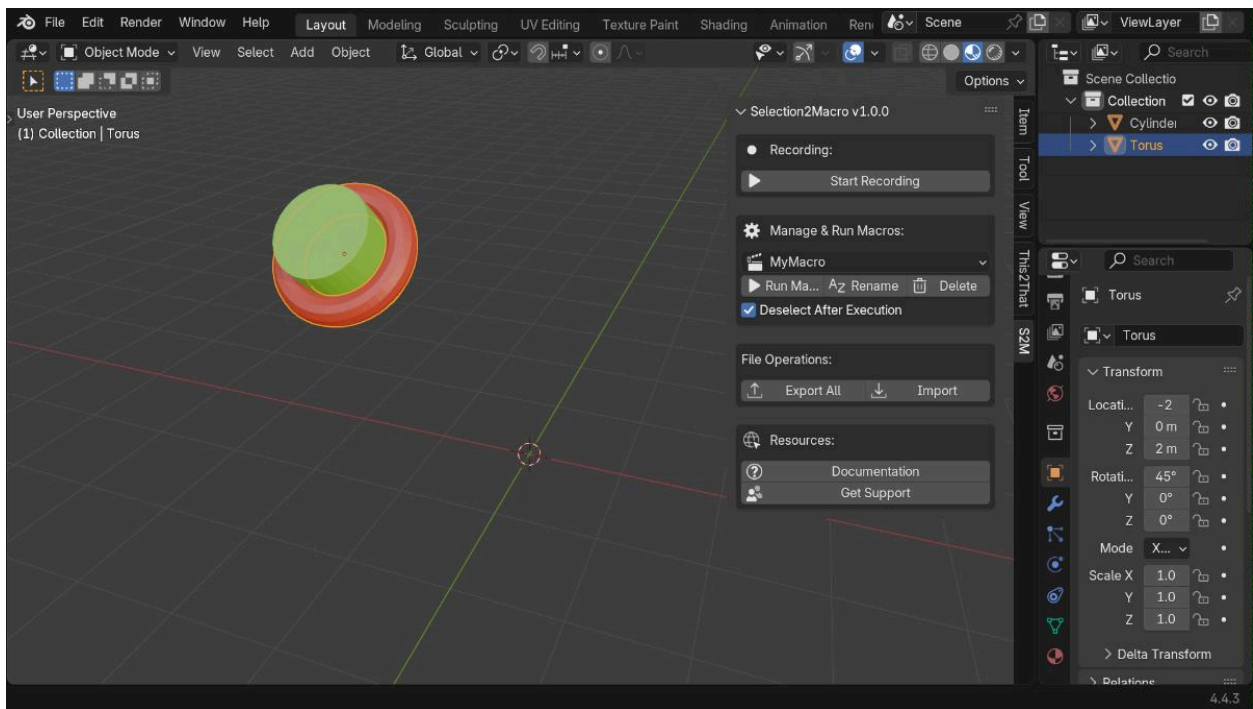 File Edit Render Window Help Layout Modeling Sculpting UV Editing Texture Paint Shading Animation Ren Scene ViewLayer
Object Mode View Select Add Object Global Search
Options
User Perspective
(1) Collection | Torus
Selection2Macro v1.0.0
Recording:
Start Recording
Manage & Run Macros:
MyMacro
Run Ma... Rename Delete
Deselect After Execution
File Operations:
Export All Import
Resources:
Documentation
Get Support
Item
Tool
View
This2That
S2M
Scene Collectio
Collection
Cylinder
Torus
Search
Torus
Torus
Transform
Locati... -2
Y 0 m
Z 2 m
Rotati... 45°
Y 0°
Z 0°
Mode X...
Scale X 1.0
Y 1.0
Z 1.0
Delta Transform
Relations
4.4.3